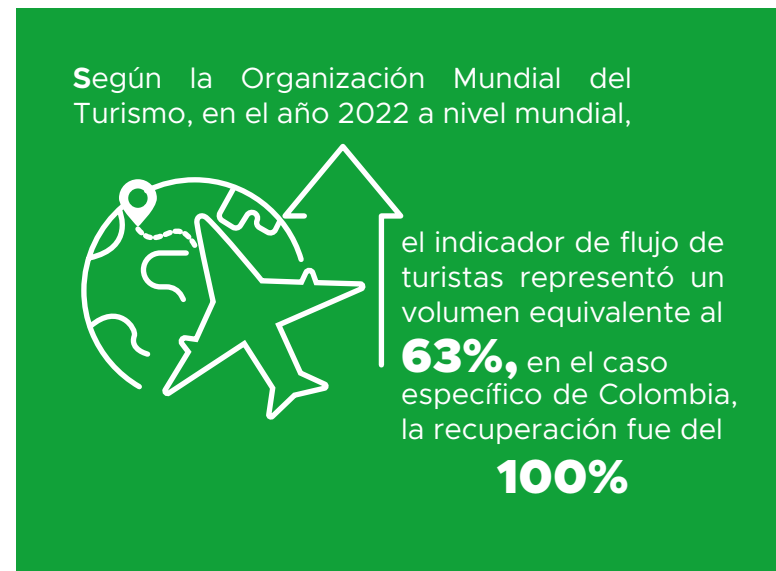 Según la Organización Mundial del
Turismo, en el año 2022 a nivel mundial,
el indicador de flujo de
turistas representó un
volumen equivalente al
63%, en el caso
específico de Colombia,
la recuperación fue del
100%